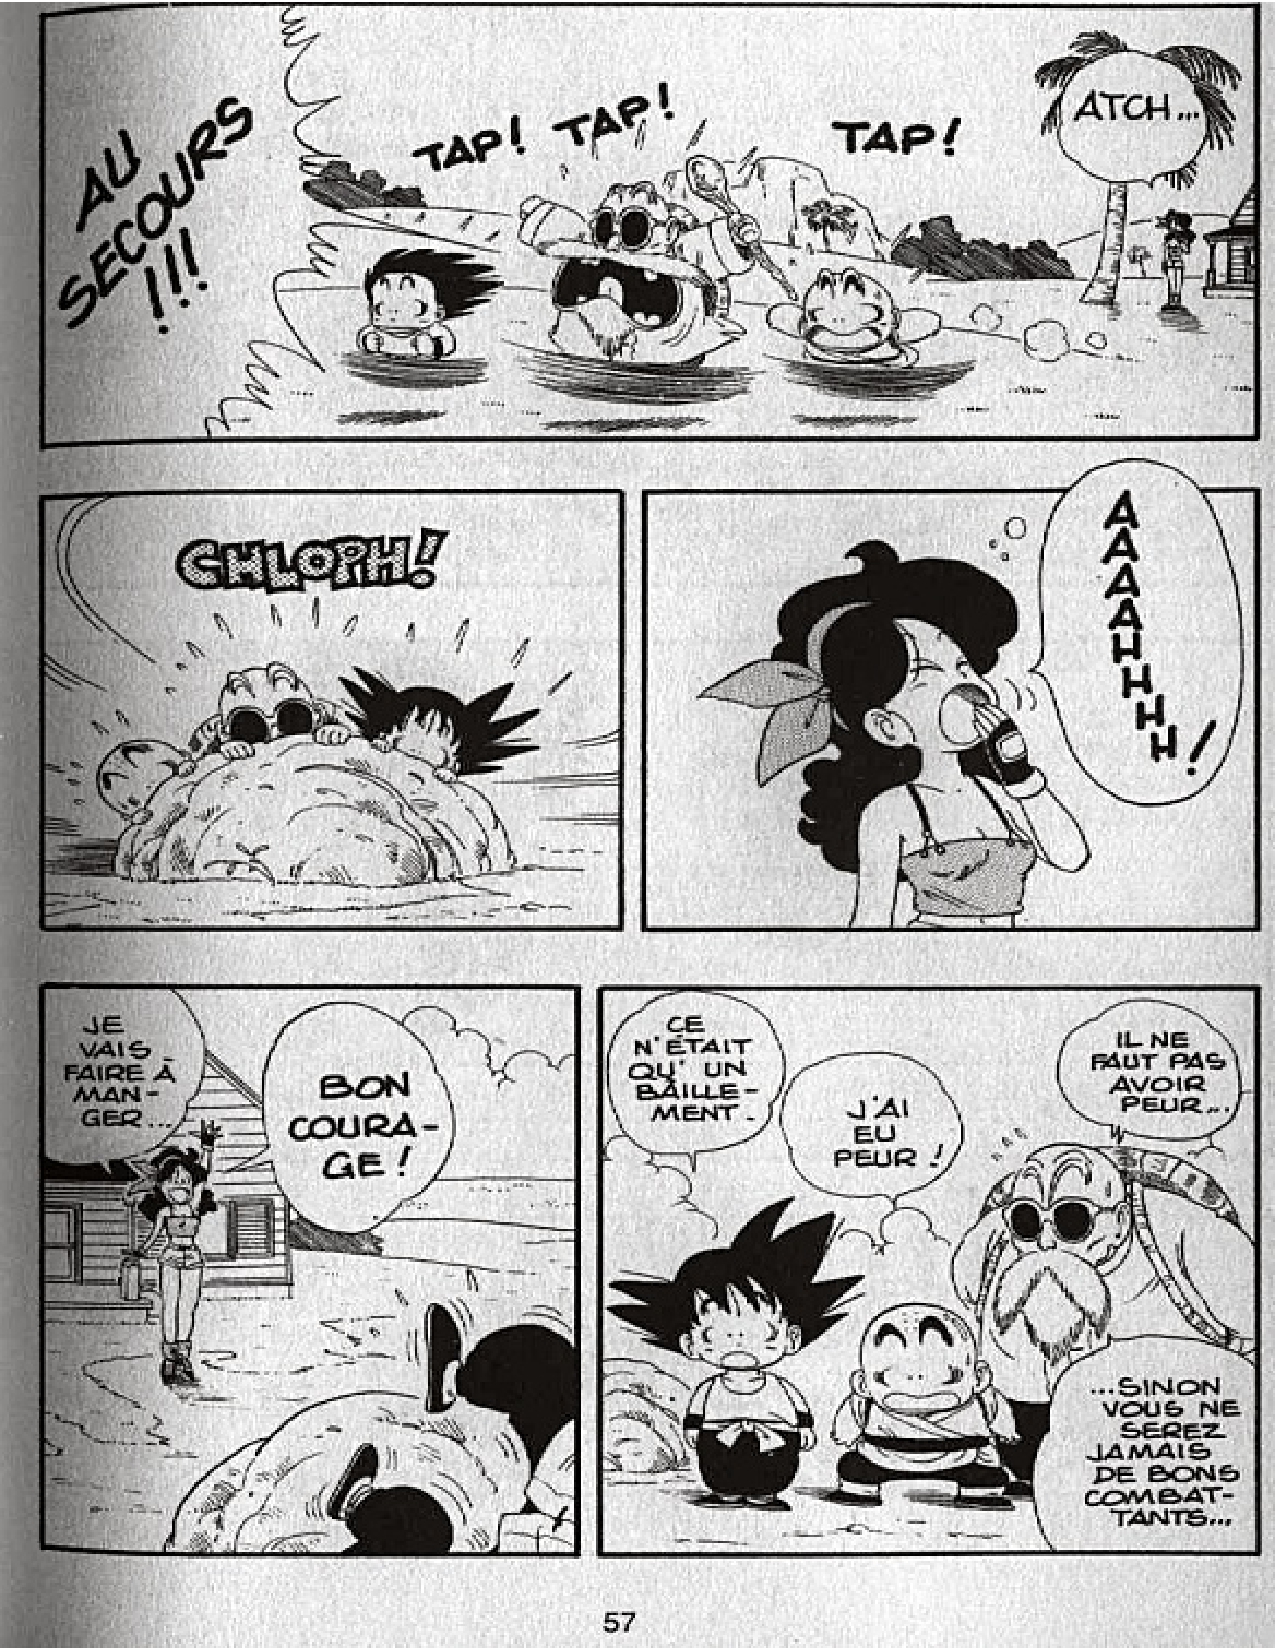 AU
SECOURS
!!!
TAP! TAP!
TAP!
ATCH...
CHLOPH!
AAAAHHHH!
JE
VAIS
FAIRE À
MAN-
GER...
BON
COURA-
GE!
CE
N'ÉTAIT
QU'UN
BÂILLE-
MENT.
J'AI
EU
PEUR!
IL NE
FAUT PAS
AVOIR
PEUR...
...SINON
VOUS NE
SEREZ
JAMAIS
DE BONS
COMBAT-
TANTS...
57